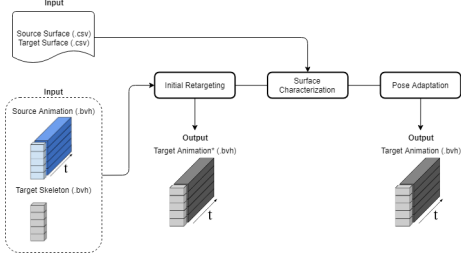 Input
Source Surface (.csv)
Target Surface (.csv)
Input
Source Animation (.bvh)
t
Target Skeleton (.bvh)
Initial Retargeting
Surface
Characterization
Pose Adaptation
Output
Target Animation* (.bvh)
t
Output
Target Animation (.bvh)
t